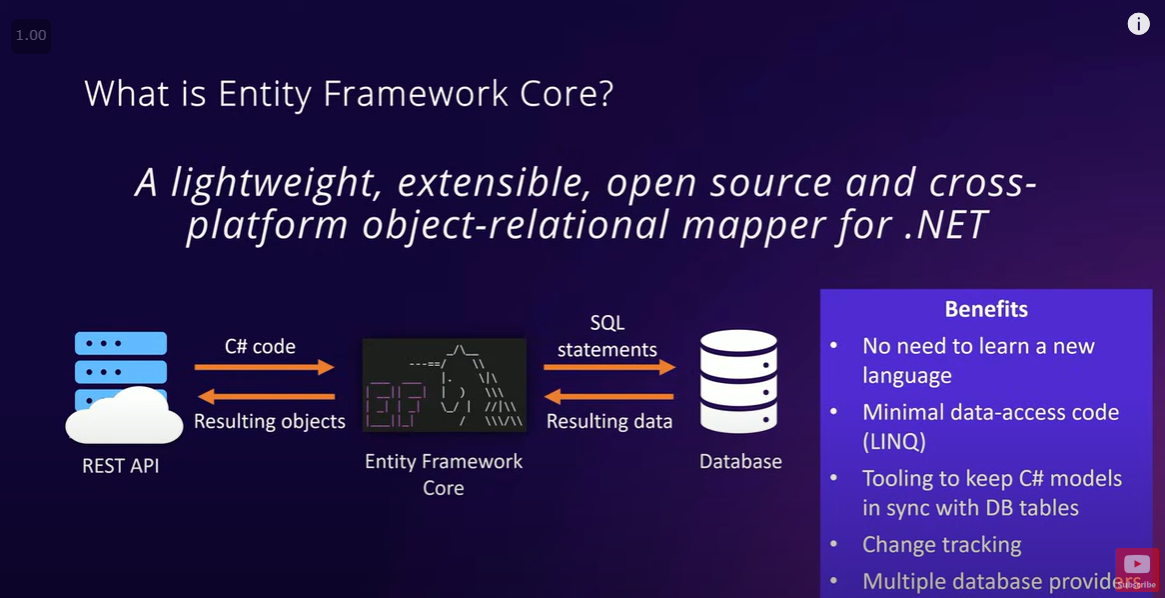 1.00
What is Entity Framework Core?
A lightweight, extensible, open source and cross-
platform object-relational mapper for .NET
C# code
Resulting objects
REST API
Entity Framework
Core
SQL
statements
Resulting data
Database
Benefits
• No need to learn a new
language
• Minimal data-access code
(LINQ)
• Tooling to keep C# models
in sync with DB tables
• Change tracking
• Multiple database providers
Subscribe